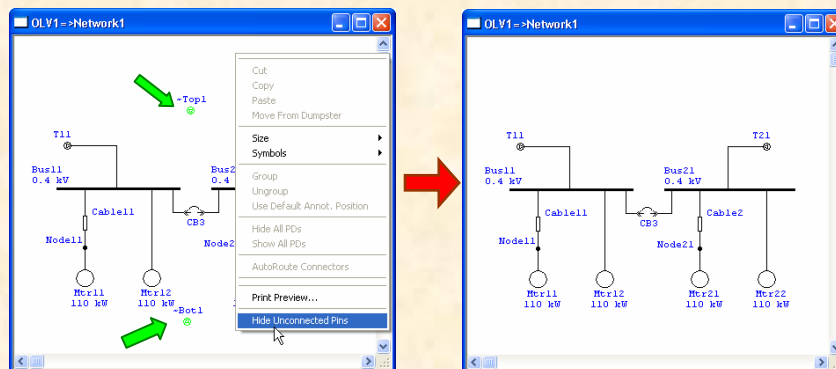 OLV1=>Network1
~Top1
T11
Bus11
0.4 kV
Bus2
Cable11
CB3
Node11
Node2
Mtr11
110 kW
Mtr12
110 kW
~Bot1
Cut
Copy
Paste
Move From Dumpster
Size
Symbols
Group
Ungroup
Use Default Annot. Position
Hide All PDs
Show All PDs
AutoRoute Connectors
Print Preview...
Hide Unconnected Pins
OLV1=>Network1
T11
T21
Bus11
0.4 kV
Bus21
0.4 kV
Cable11
CB3
Cable2
Node11
Node21
Mtr11
110 kW
Mtr12
110 kW
Mtr21
110 kW
Mtr22
110 kW